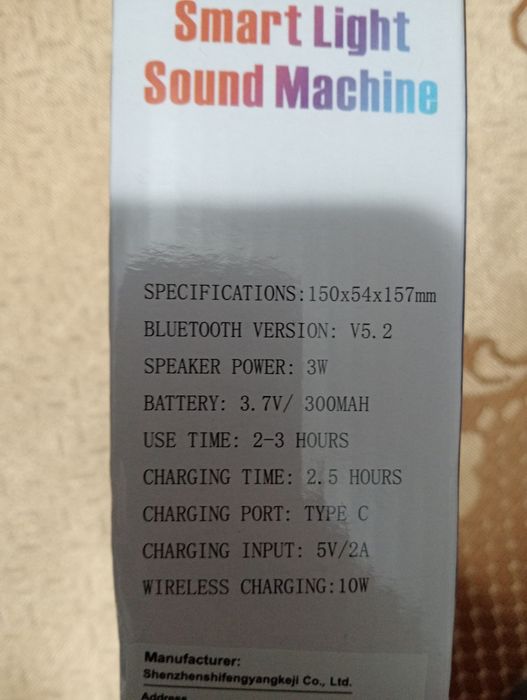 Smart Light
Sound Machine
SPECIFICATIONS:150x54x157mm
BLUETOOTH VERSION: V5.2
SPEAKER POWER: 3W
BATTERY: 3.7V/ 300MAH
USE TIME: 2-3 HOURS
CHARGING TIME: 2.5 HOURS
CHARGING PORT: TYPE C
CHARGING INPUT: 5V/2A
WIRELESS CHARGING:10W
Manufacturer:
Shenzhenshifengyangkeji Co., Ltd.
Address